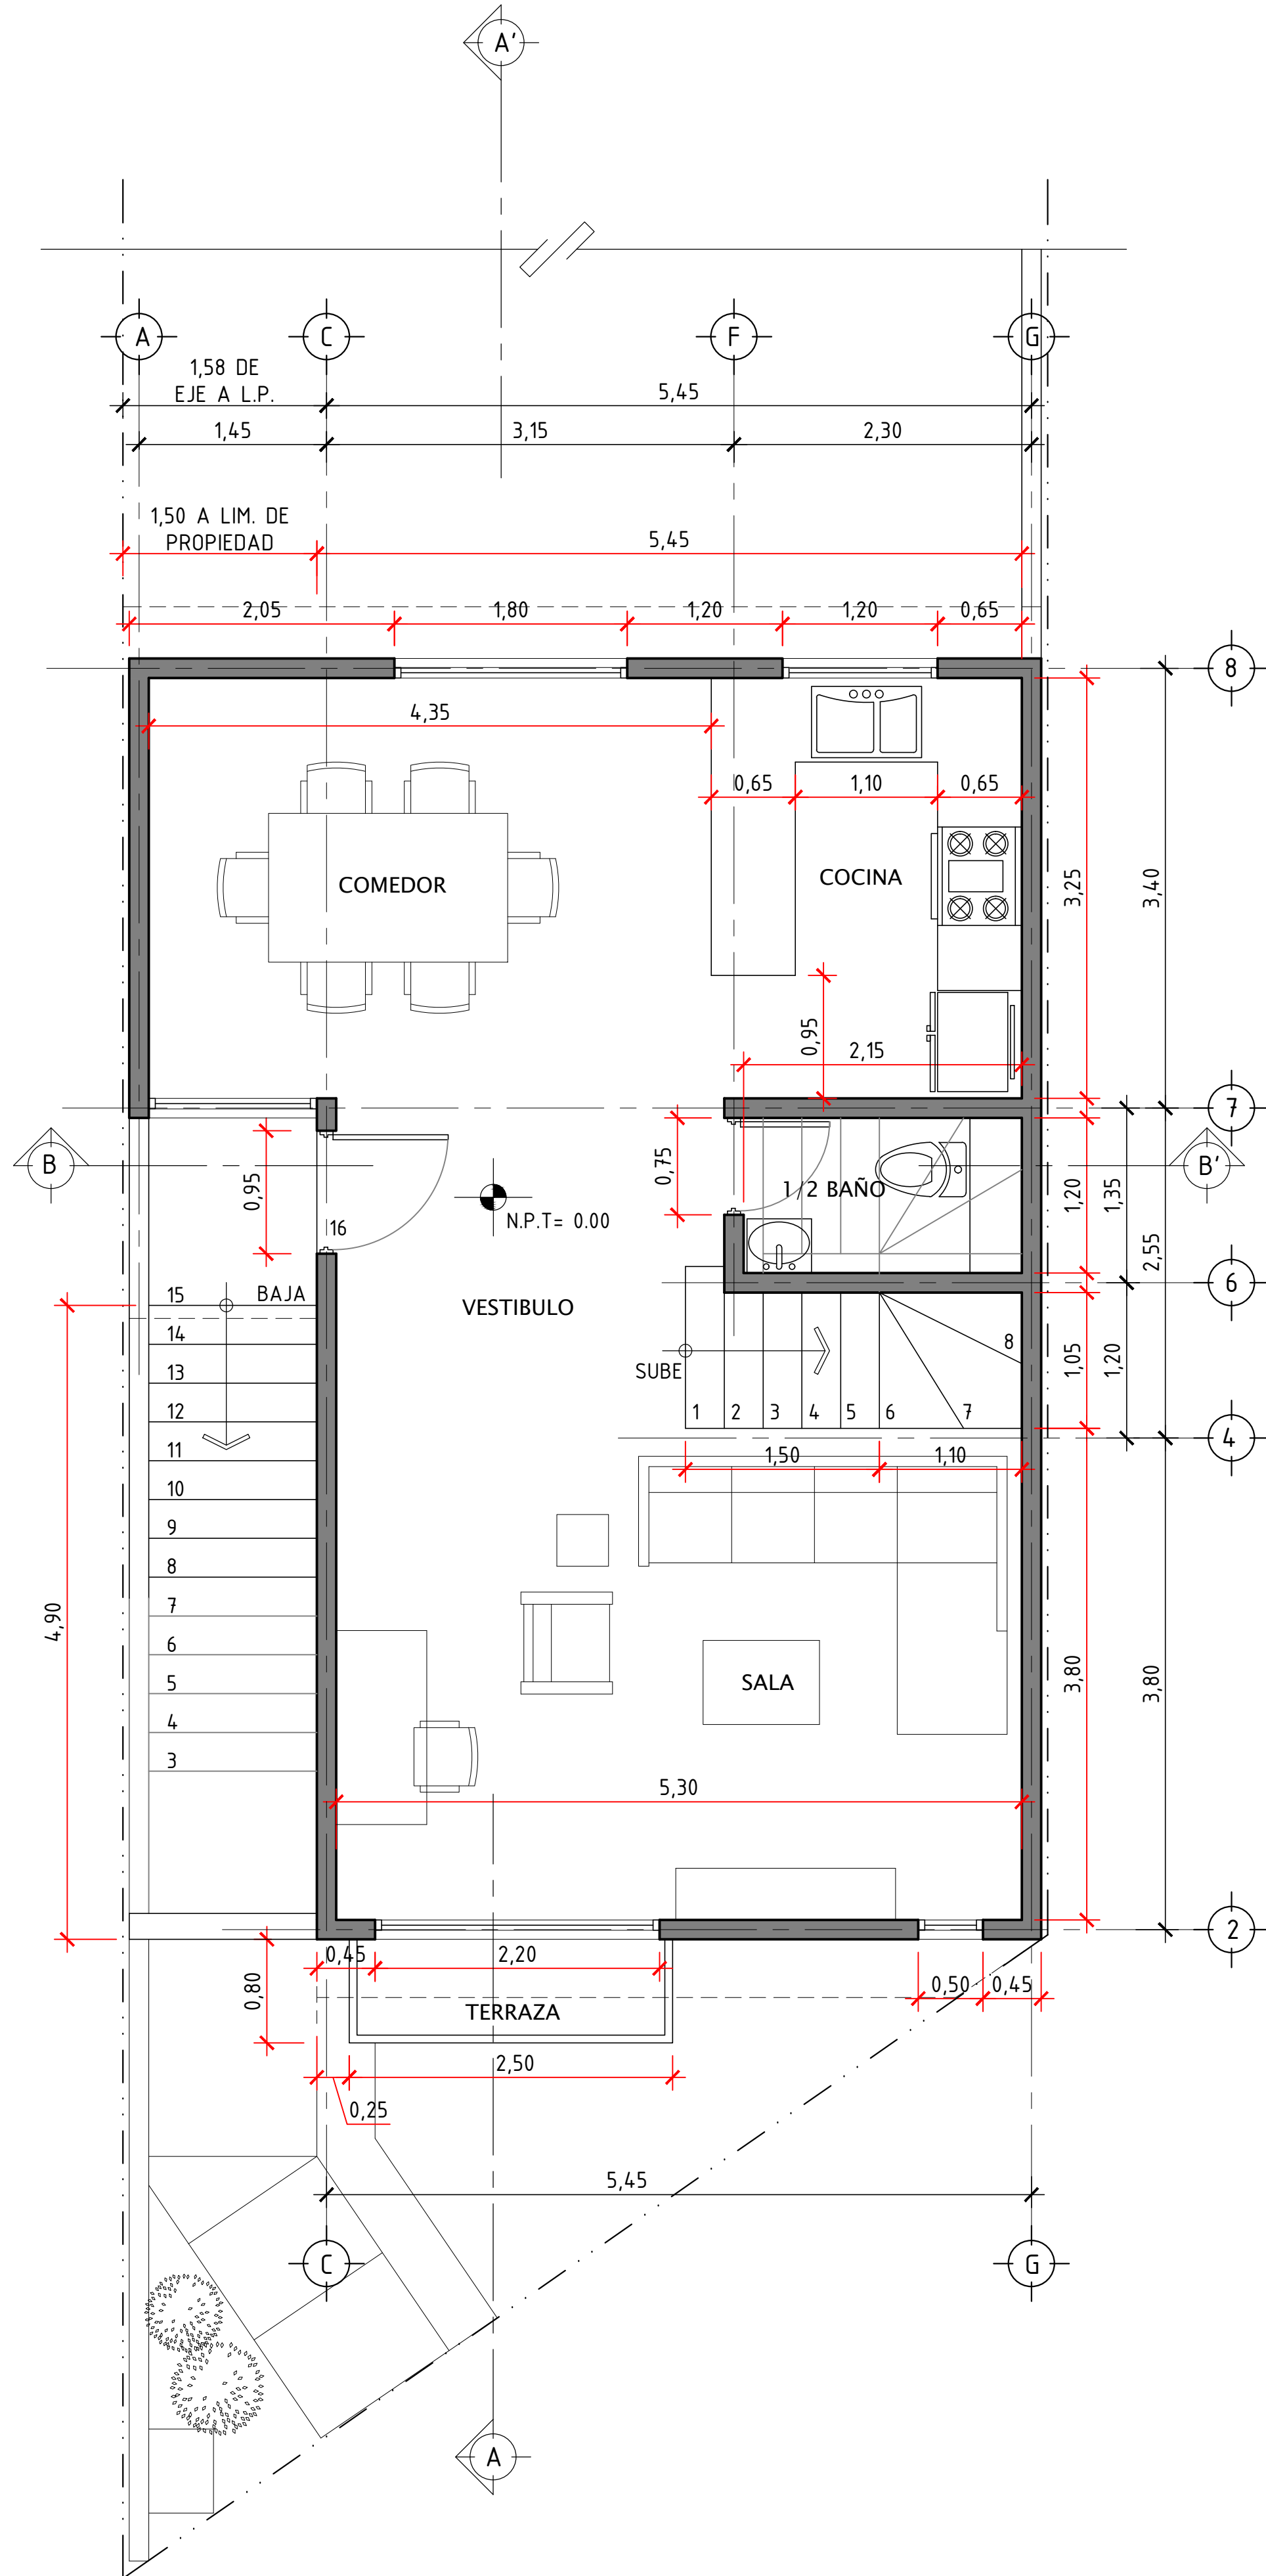 A'
A
C
F
G
1,58 DE
EJE A L.P.
5,45
1,45
3,15
2,30
1,50 A LIM. DE
PROPIEDAD
5,45
2,05
1,80
1,20
1,20
0,65
8
4,35
0,65
1,10
0,65
COMEDOR
COCINA
3,25
3,40
0,95
2,15
7
B
0,95
0,75
1/2 BAÑO
B'
1,20
1,35
16
N.P.T= 0.00
2,55
6
15
BAJA
VESTIBULO
14
8
1,05
1,20
13
SUBE
12
1
2
3
4
5
6
7
4
11
1,50
1,10
10
9
8
7
4,90
6
SALA
3,80
3,80
5
4
3
5,30
2
0,45
2,20
0,80
0,50
0,45
TERRAZA
2,50
0,25
5,45
C
G
A